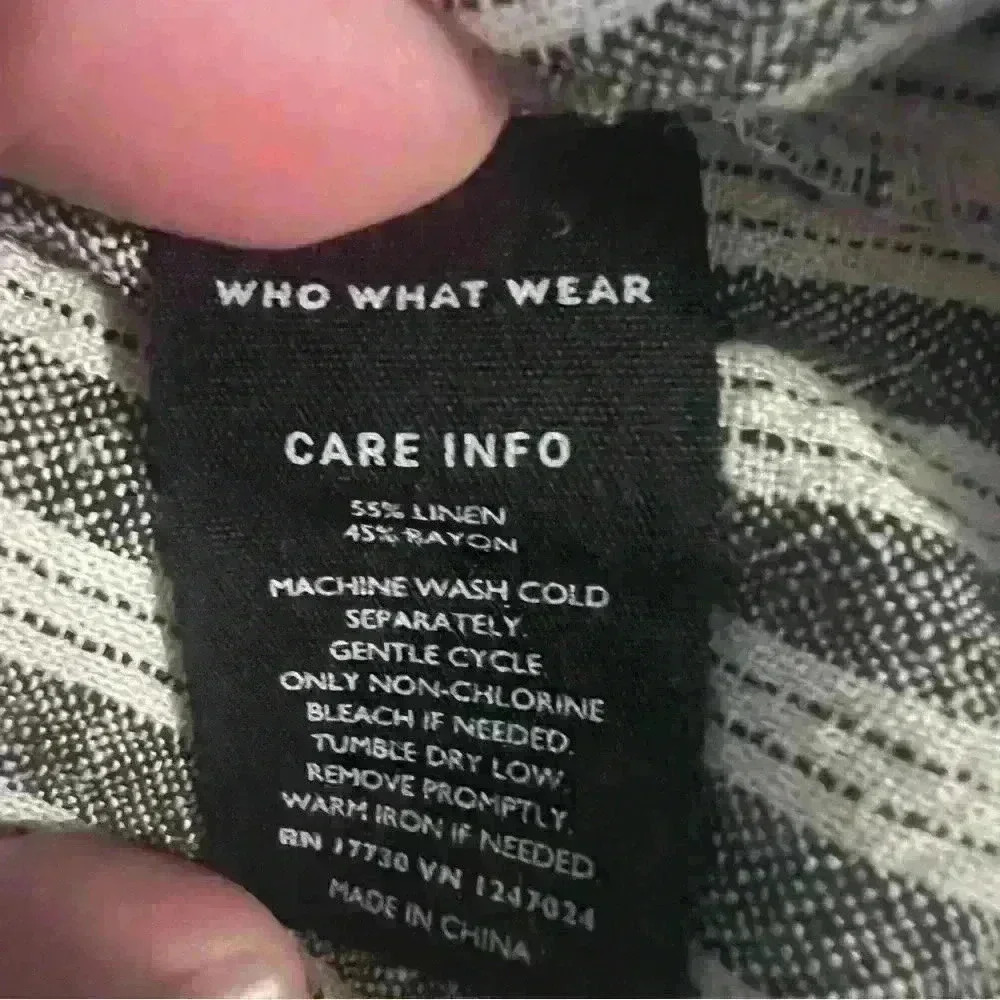 WHO WHAT WEAR
CARE INFO
55% LINEN
45% RAYON
MACHINE WASH COLD
SEPARATELY.
GENTLE CYCLE
ONLY NON-CHLORINE
BLEACH IF NEEDED.
TUMBLE DRY LOW.
REMOVE PROMPTLY.
WARM IRON IF NEEDED
RN 17730 VN 1247024
MADE IN CHINA